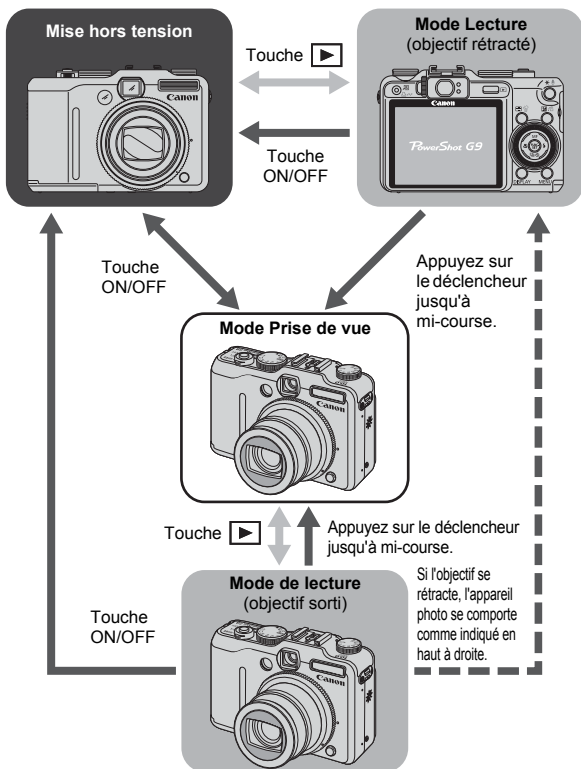 Mise hors tension
Canon
Touche
Mode Lecture
(objectif rétracté)
Canon
PowerShot G9
DISPLAY
MENU
Touche
ON/OFF
Touche
ON/OFF
Appuyez sur
le déclencheur
jusqu'à
mi-course.
Mode Prise de vue
Canon
Touche
Appuyez sur le déclencheur
jusqu'à mi-course.
Mode de lecture
(objectif sorti)
Canon
Touche
ON/OFF
Si l'objectif se
rétracte, l'appareil
photo se comporte
comme indiqué en
haut à droite.